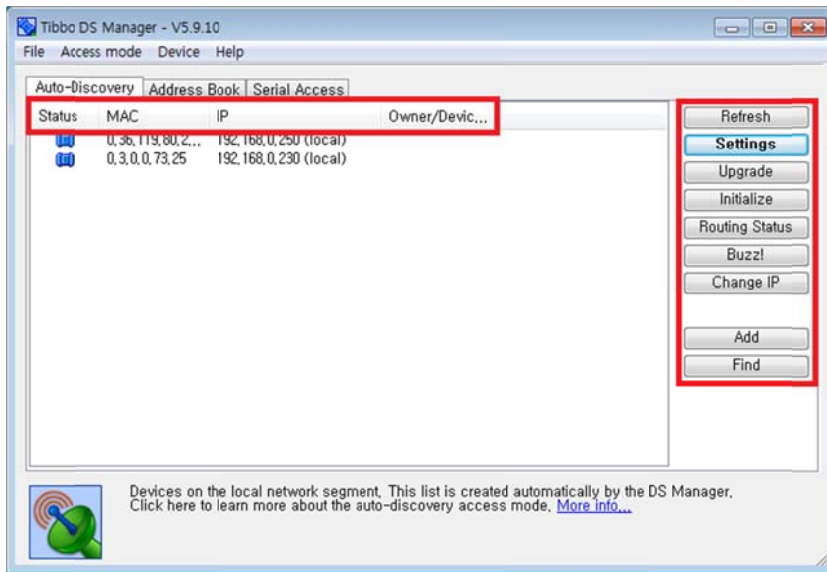 Tibbo DS Manager - V5.9.10
File Access mode Device Help
Auto-Discovery Address Book Serial Access
Status MAC IP Owner/Devic...
0,36,119,80,2,.. 192,168,0,250 (local)
0,3,0,0,73,25 192,168,0,230 (local)
Refresh
Settings
Upgrade
Initialize
Routing Status
Buzz!
Change IP
Add
Find
Devices on the local network segment, This list is created automatically by the DS Manager,
Click here to learn more about the auto-discovery access mode, More info,,,